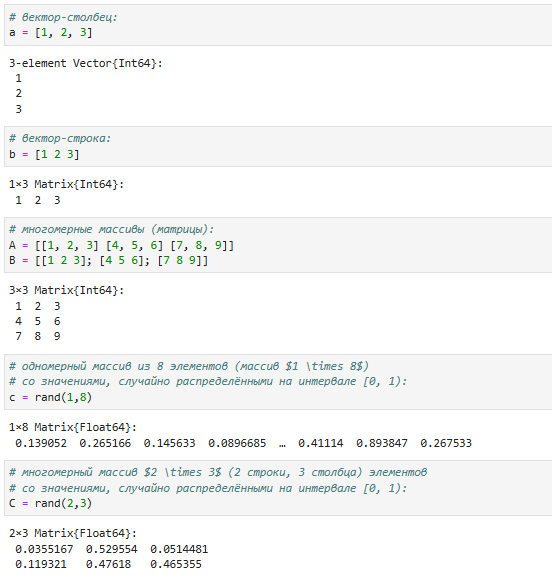 # вектор-столбец:
a = [1, 2, 3]
3-element Vector{Int64}:
 1
 2
 3
# вектор-строка:
b = [1 2 3]
1×3 Matrix{Int64}:
 1  2  3
# многомерные массивы (матрицы):
A = [[1, 2, 3] [4, 5, 6] [7, 8, 9]]
B = [[1 2 3]; [4 5 6]; [7 8 9]]
3×3 Matrix{Int64}:
 1  2  3
 4  5  6
 7  8  9
# одномерный массив из 8 элементов (массив $1 \times 8$)
# со значениями, случайно распределёнными на интервале [0, 1):
c = rand(1,8)
1×8 Matrix{Float64}:
 0.139052  0.265166  0.145633  0.0896685  …  0.41114  0.893847  0.267533
# многомерный массив $2 \times 3$ (2 строки, 3 столбца) элементов
# со значениями, случайно распределёнными на интервале [0, 1):
C = rand(2,3)
2×3 Matrix{Float64}:
 0.0355167  0.529554  0.0514481
 0.119321   0.47618   0.465355